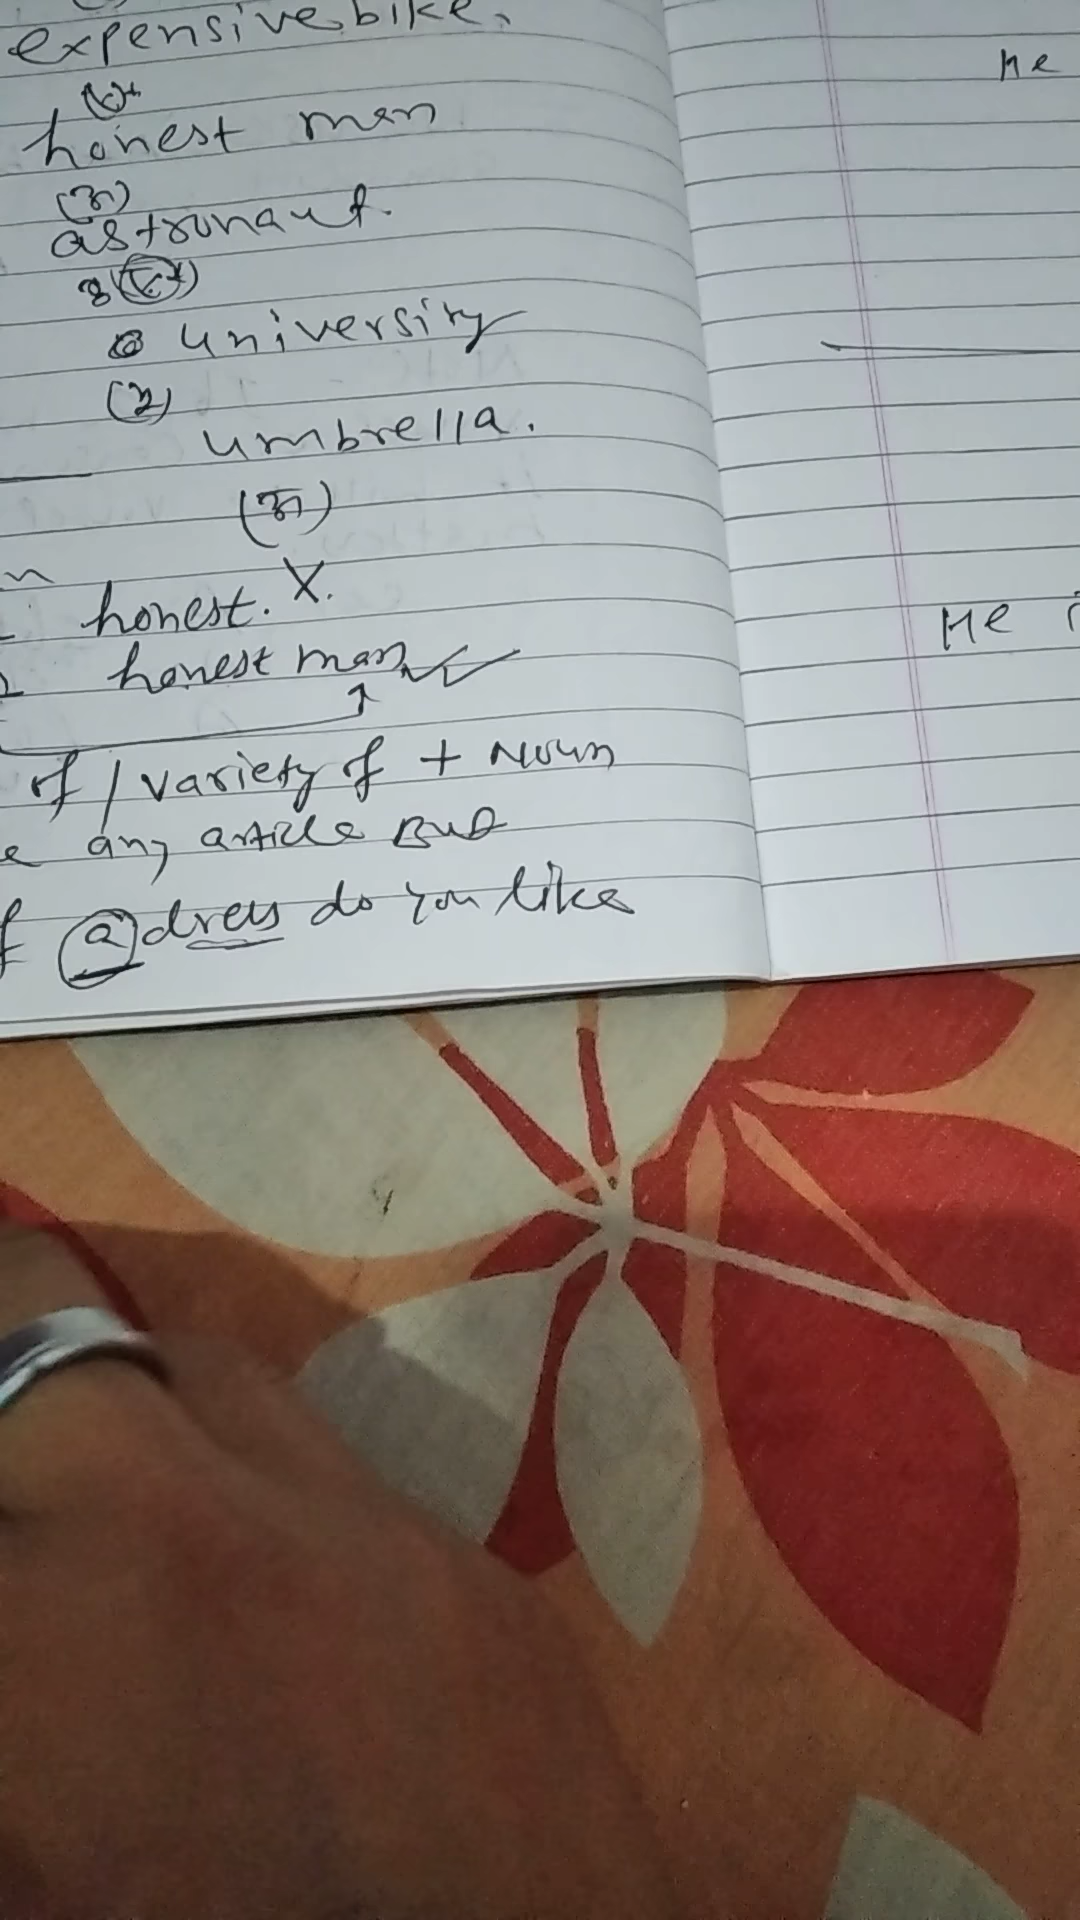 expensive bike.
honest man
(अ)
astronaut.
university
(य)
umbrella.
(अ)
honest. X.
honest man
of / variety of + Noun
any article But
a dress do you like
He
He i